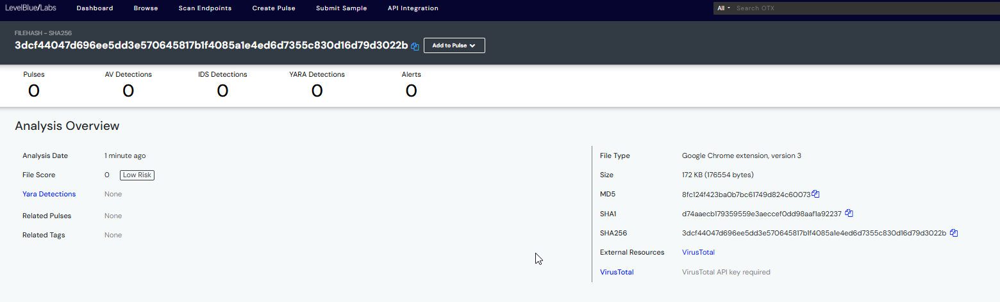 LevelBlue/Labs Dashboard Browse Scan Endpoints Create Pulse Submit Sample API Integration All Search OTX
FILEHASH - SHA256
3dcf44047d696ee5dd3e570645817b1f4085a1e4ed6d7355c830d16d79d3022b Add to Pulse
Pulses AV Detections IDS Detections YARA Detections Alerts
0 0 0 0 0
Analysis Overview
Analysis Date 1 minute ago
File Score 0 Low Risk
Yara Detections None
Related Pulses None
Related Tags None
File Type Google Chrome extension, version 3
Size 172 KB (176554 bytes)
MD5 8fc124f423ba0b7bc61749d824c60073
SHA1 d74aaecb179359559e3aeccef0dd98aaf1a92237
SHA256 3dcf44047d696ee5dd3e570645817b1f4085a1e4ed6d7355c830d16d79d3022b
External Resources VirusTotal
VirusTotal VirusTotal API key required